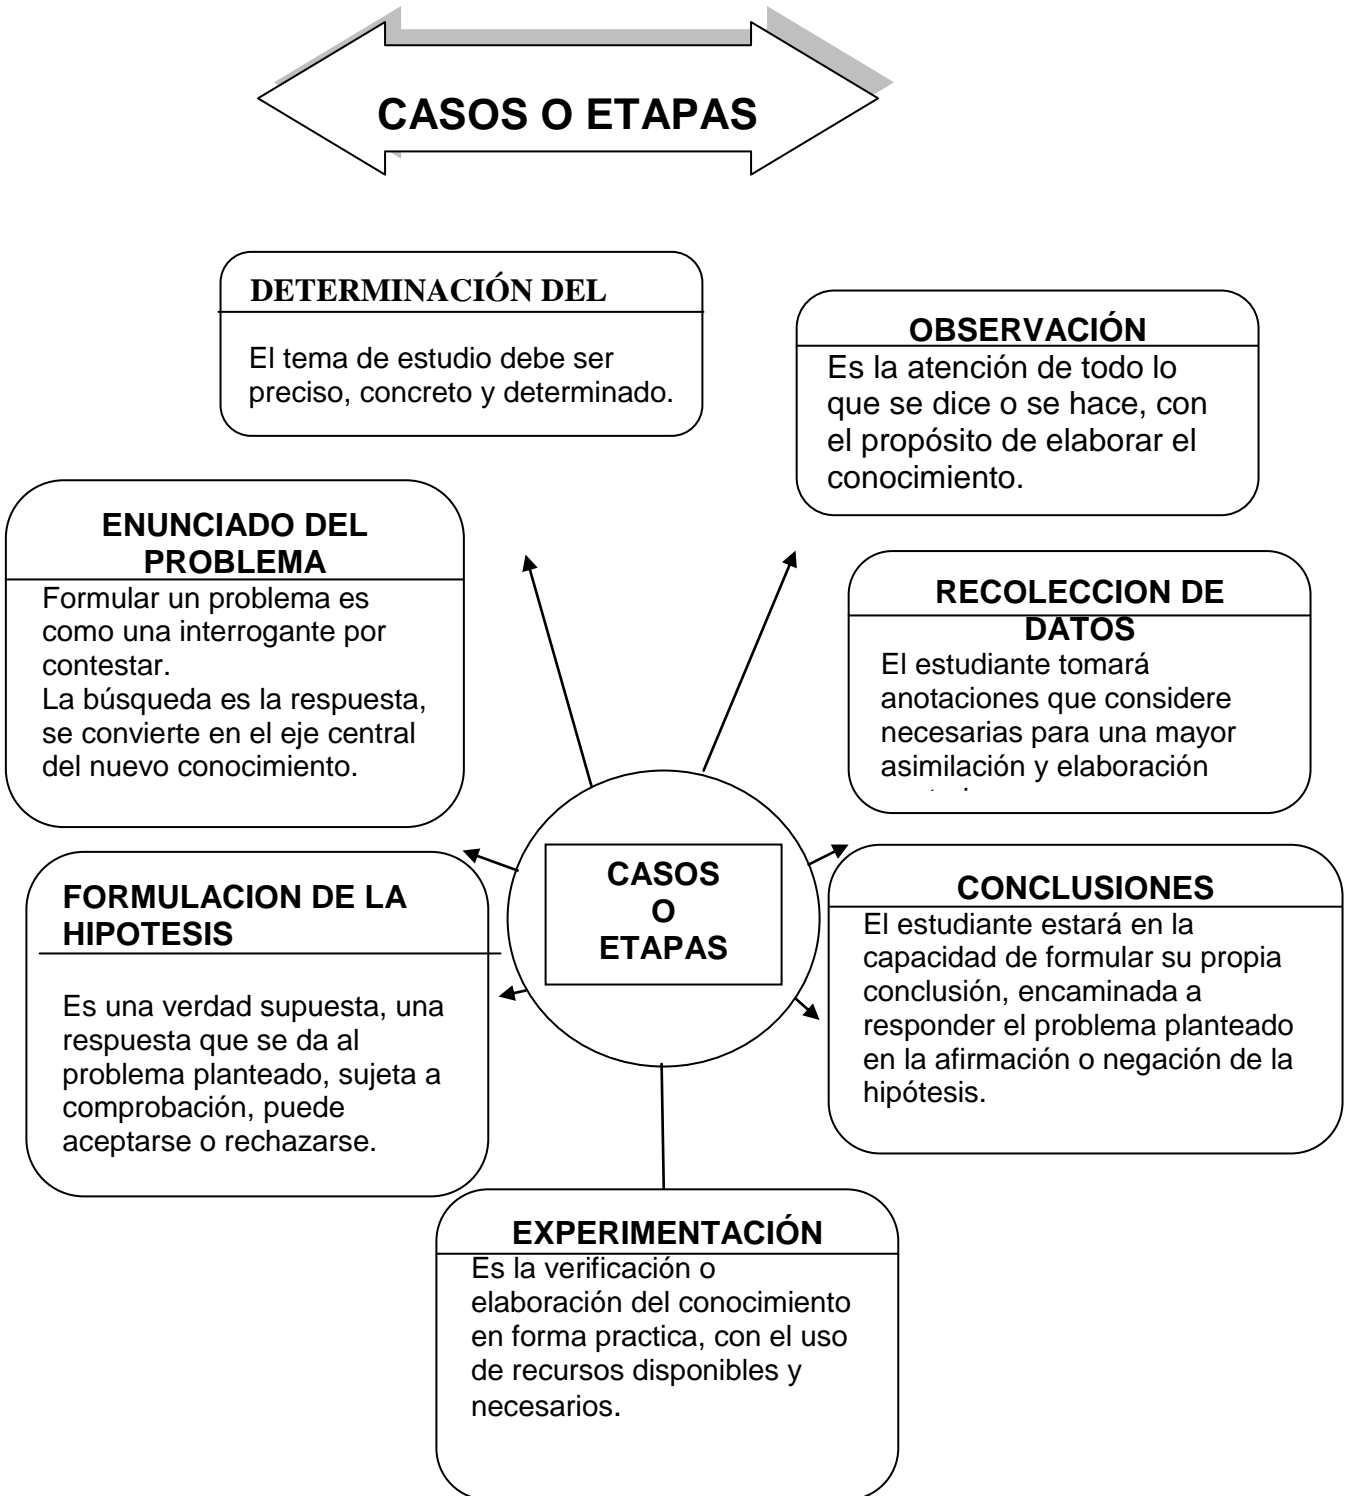 CASOS O ETAPAS
DETERMINACIÓN DEL
El tema de estudio debe ser
preciso, concreto y determinado.
OBSERVACIÓN
Es la atención de todo lo
que se dice o se hace, con
el propósito de elaborar el
conocimiento.
ENUNCIADO DEL
PROBLEMA
Formular un problema es
como una interrogante por
contestar.
La búsqueda es la respuesta,
se convierte en el eje central
del nuevo conocimiento.
RECOLECCION DE
DATOS
El estudiante tomará
anotaciones que considere
necesarias para una mayor
asimilación y elaboración
CASOS
O
ETAPAS
FORMULACION DE LA
HIPOTESIS
Es una verdad supuesta, una
respuesta que se da al
problema planteado, sujeta a
comprobación, puede
aceptarse o rechazarse.
CONCLUSIONES
El estudiante estará en la
capacidad de formular su propia
conclusión, encaminada a
responder el problema planteado
en la afirmación o negación de la
hipótesis.
EXPERIMENTACIÓN
Es la verificación o
elaboración del conocimiento
en forma practica, con el uso
de recursos disponibles y
necesarios.